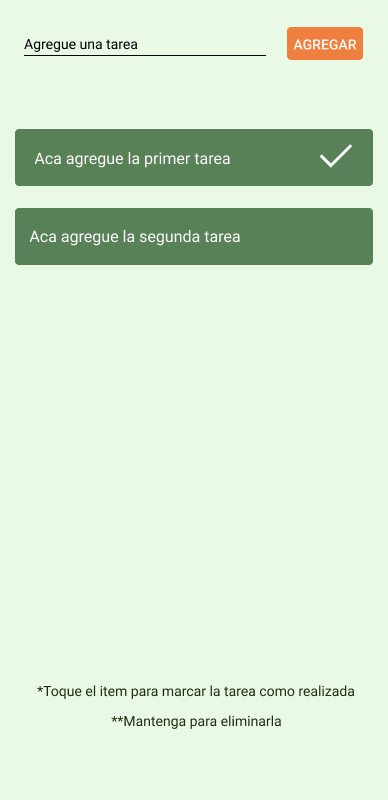 Agregue una tarea
AGREGAR
Aca agregue la primer tarea
Aca agregue la segunda tarea
*Toque el item para marcar la tarea como realizada
**Mantenga para eliminarla